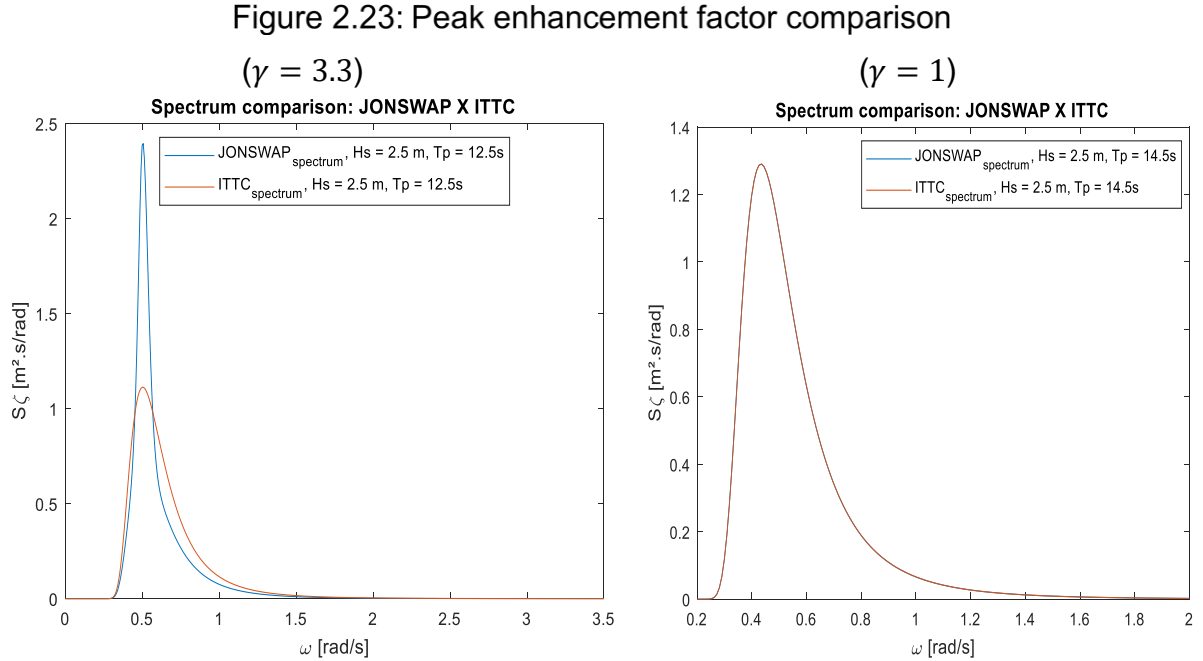 Figure 2.23: Peak enhancement factor comparison
(γ = 3.3)
Spectrum comparison: JONSWAP X ITTC
2.5
2
1.5
1
0.5
0
Sζ [m².s/rad]
JONSWAP_spectrum, Hs = 2.5 m, Tp = 12.5s
ITTC_spectrum, Hs = 2.5 m, Tp = 12.5s
0 0.5 1 1.5 2 2.5 3 3.5
ω [rad/s]
(γ = 1)
Spectrum comparison: JONSWAP X ITTC
1.4
1.2
1
0.8
0.6
0.4
0.2
0
Sζ [m².s/rad]
JONSWAP_spectrum, Hs = 2.5 m, Tp = 14.5s
ITTC_spectrum, Hs = 2.5 m, Tp = 14.5s
0.2 0.4 0.6 0.8 1 1.2 1.4 1.6 1.8 2
ω [rad/s]